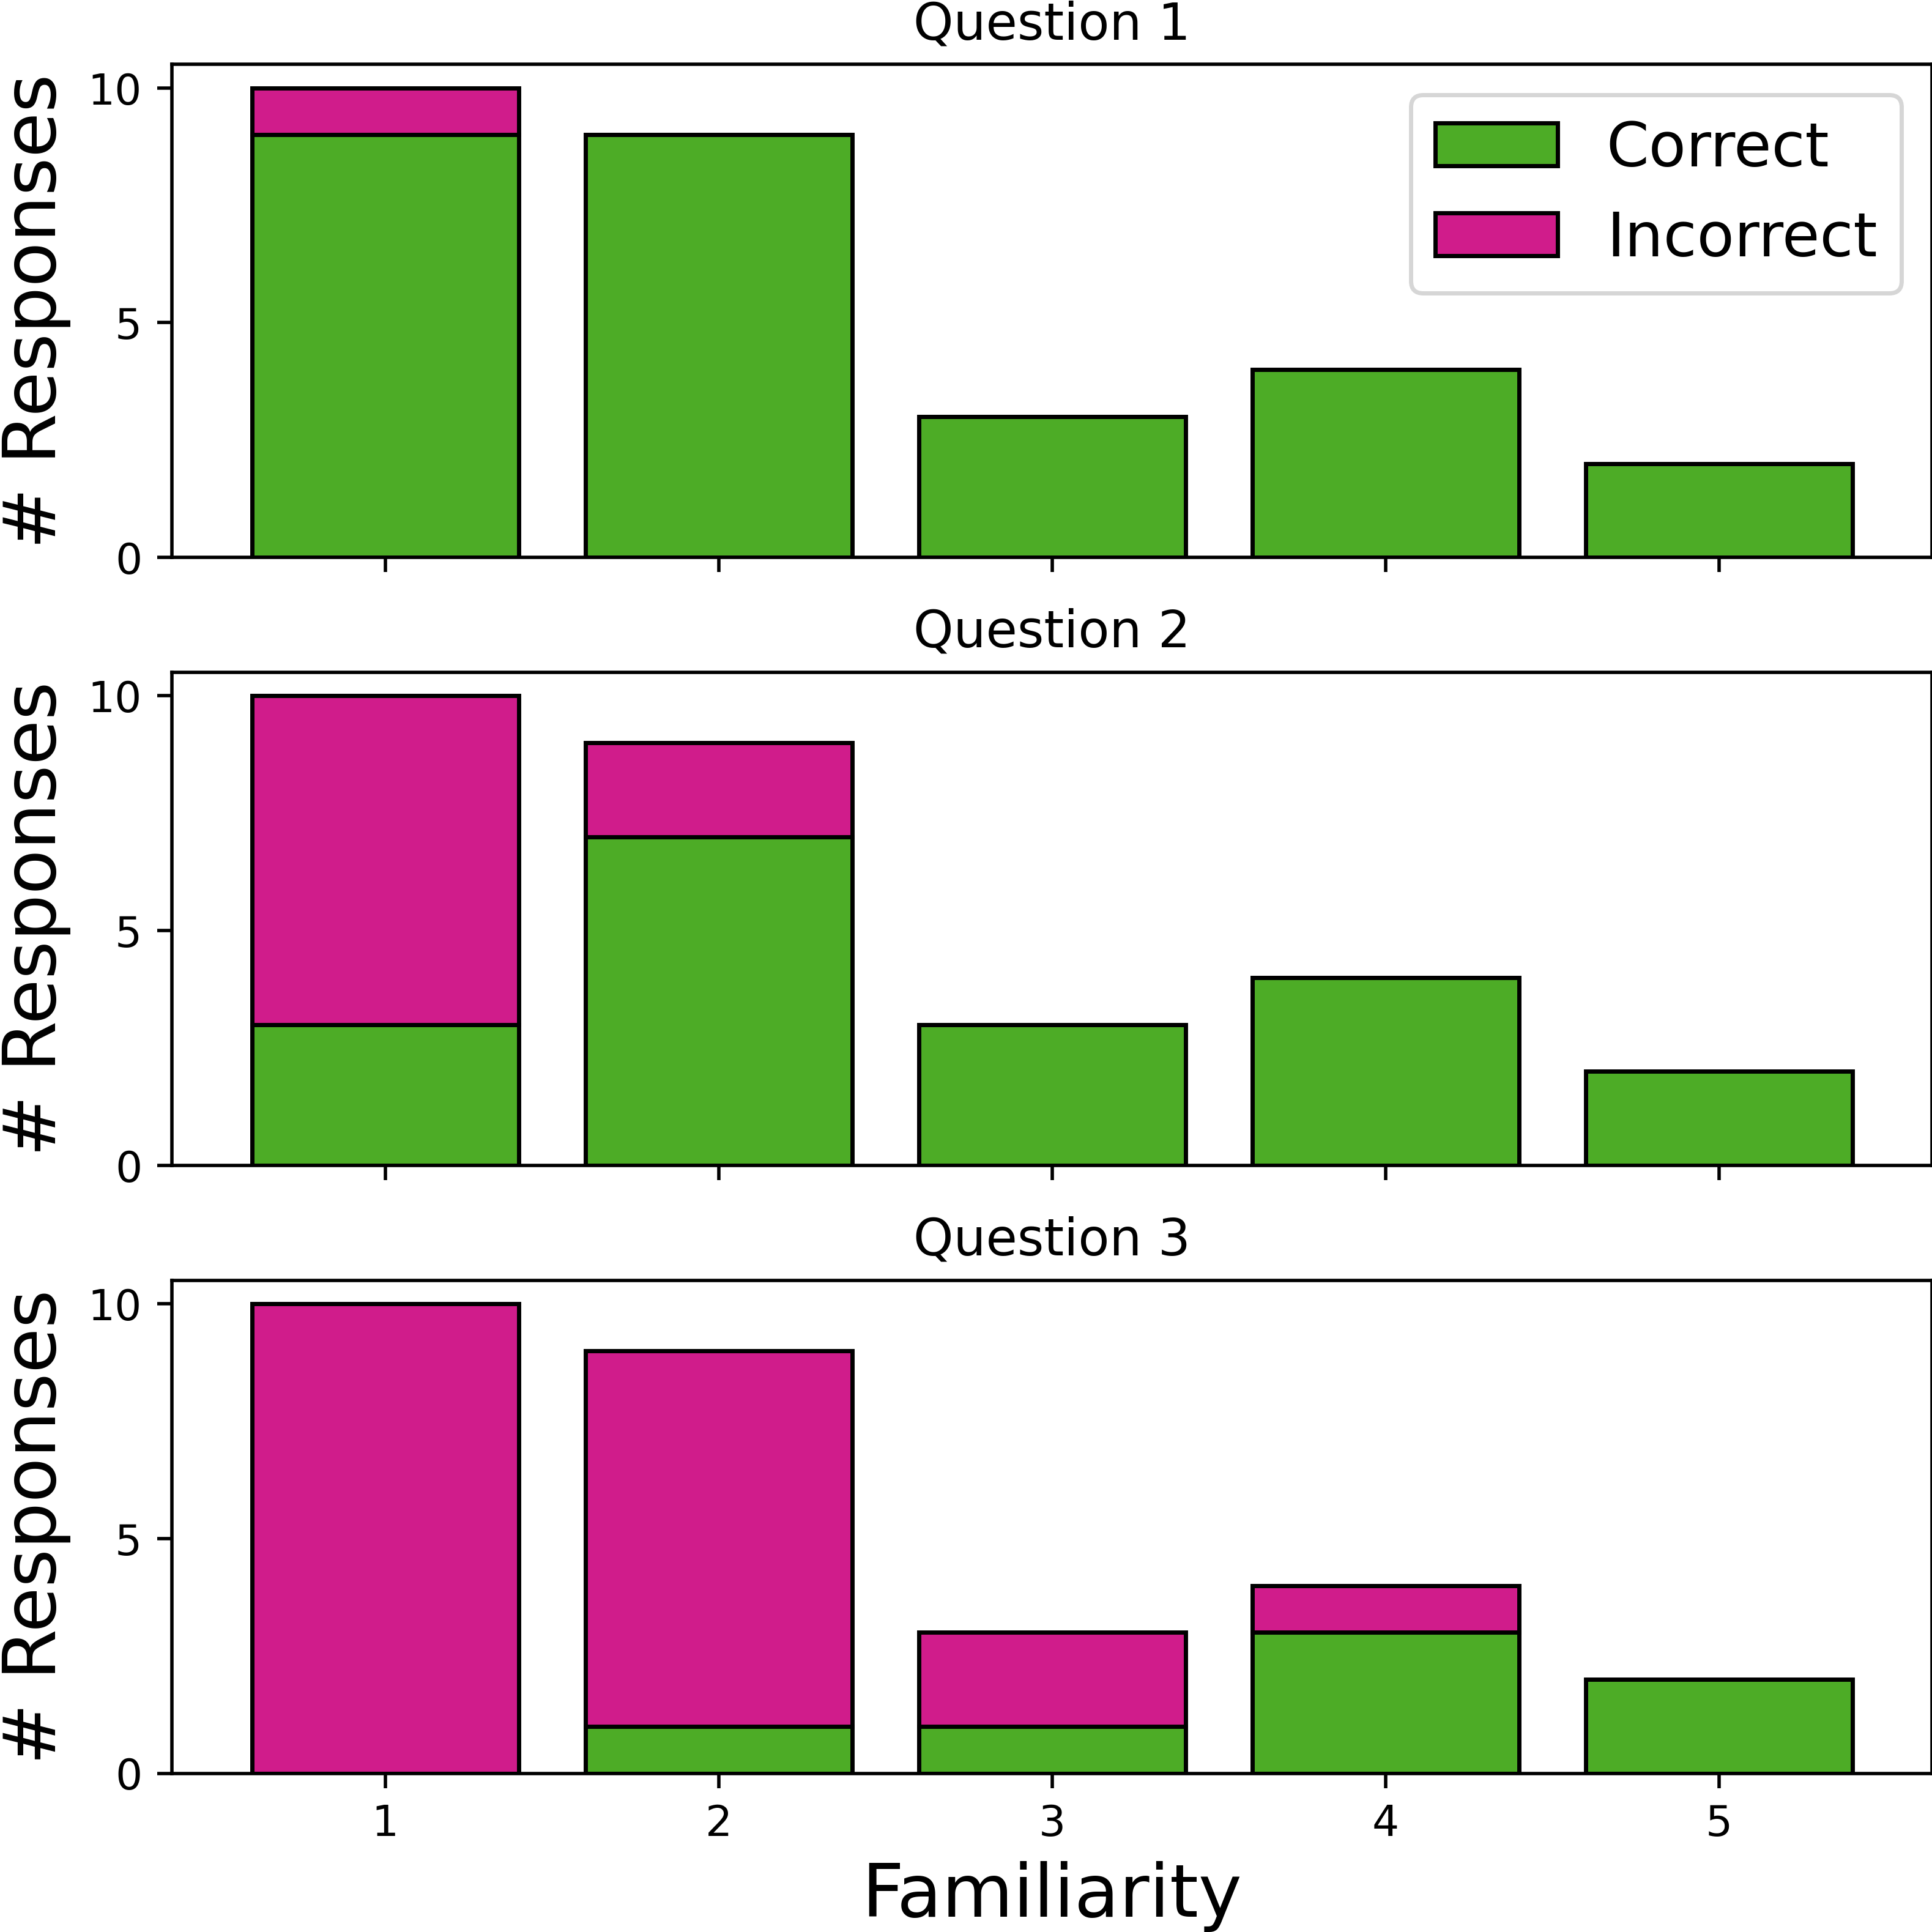 Question 1
# Responses
10
5
0
Correct
Incorrect
Question 2
# Responses
10
5
0
Question 3
# Responses
10
5
0
1 2 3 4 5
Familiarity